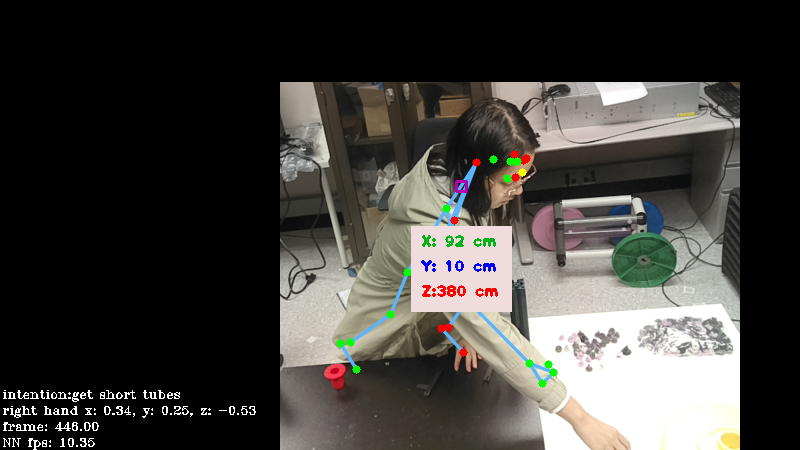 X: 92 cm
Y: 10 cm
Z:380 cm
intention:get short tubes
right hand x: 0.34, y: 0.25, z: -0.53
frame: 446.00
NN fps: 10.35